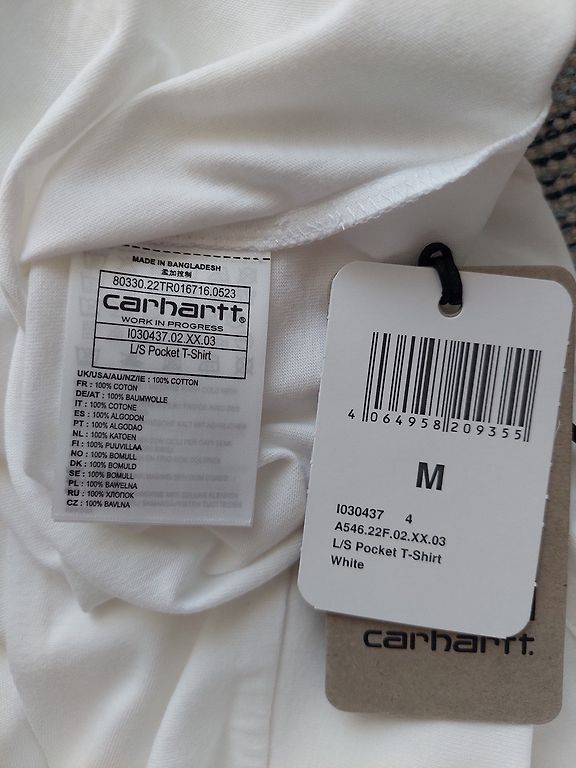 MADE IN BANGLADESH
孟加拉制
80330.22TR016716.0523
carhartt®
WORK IN PROGRESS
I030437.02.XX.03
L/S Pocket T-Shirt
UK/USA/AU/NZ/IE : 100% COTTON
FR : 100% COTON
DE/AT : 100% BAUMWOLLE
IT : 100% COTONE
ES : 100% ALGODON
PT : 100% ALGODAO
NL : 100% KATOEN
FI : 100% PUUVILLAA
NO : 100% BOMULL
DK : 100% BOMULD
SE : 100% BOMULL
PL : 100% BAWELNA
RU : 100% ХЛОПОК
CZ : 100% BAVLNA
4 064958 209355
M
I030437 4
A546.22F.02.XX.03
L/S Pocket T-Shirt
White
carhartt.